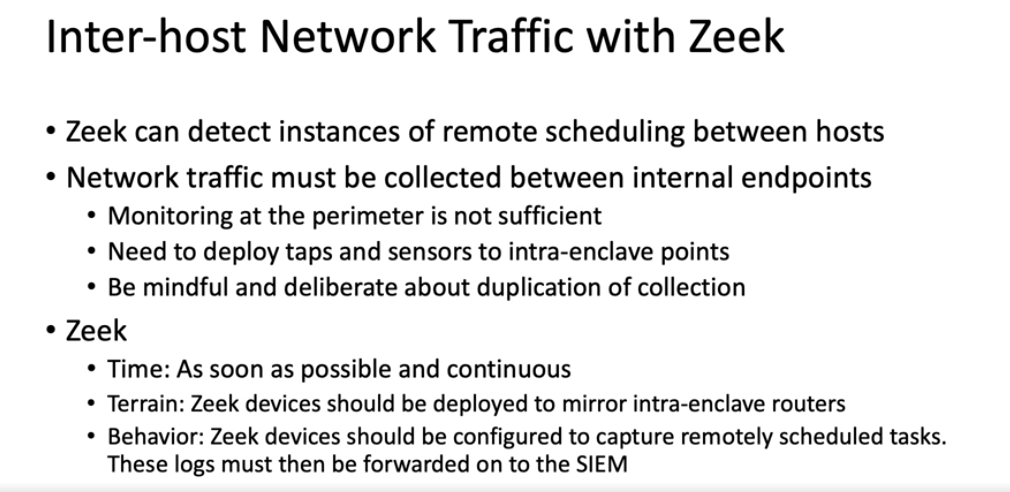 Inter-host Network Traffic with Zeek
• Zeek can detect instances of remote scheduling between hosts
• Network traffic must be collected between internal endpoints
• Monitoring at the perimeter is not sufficient
• Need to deploy taps and sensors to intra-enclave points
• Be mindful and deliberate about duplication of collection
• Zeek
• Time: As soon as possible and continuous
• Terrain: Zeek devices should be deployed to mirror intra-enclave routers
• Behavior: Zeek devices should be configured to capture remotely scheduled tasks.
These logs must then be forwarded on to the SIEM